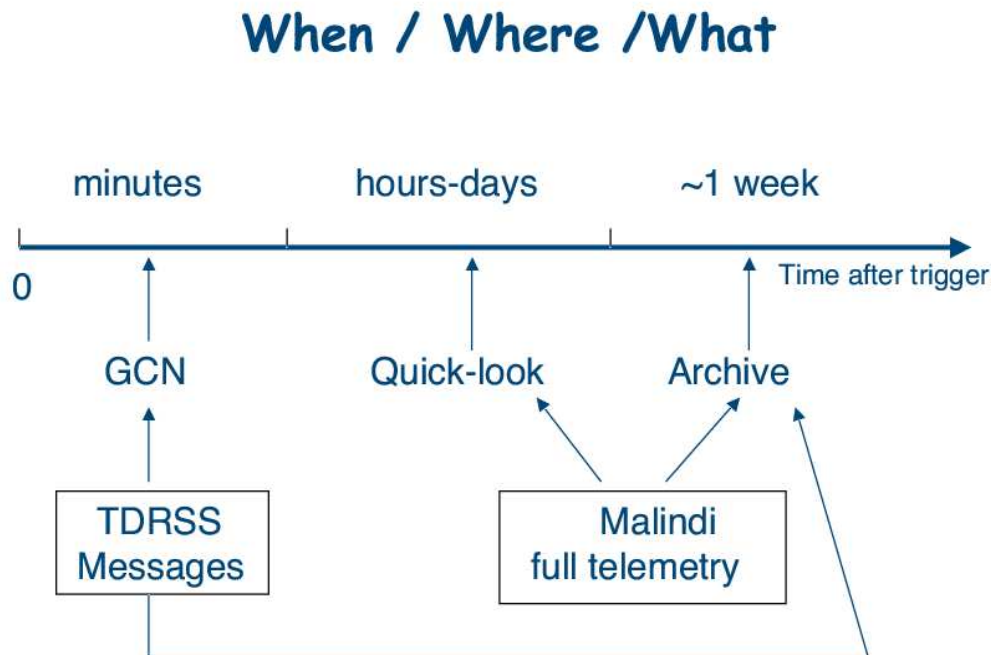 When / Where /What
minutes
hours-days
~1 week
0
Time after trigger
GCN
Quick-look
Archive
TDRSS
Messages
Malindi
full telemetry